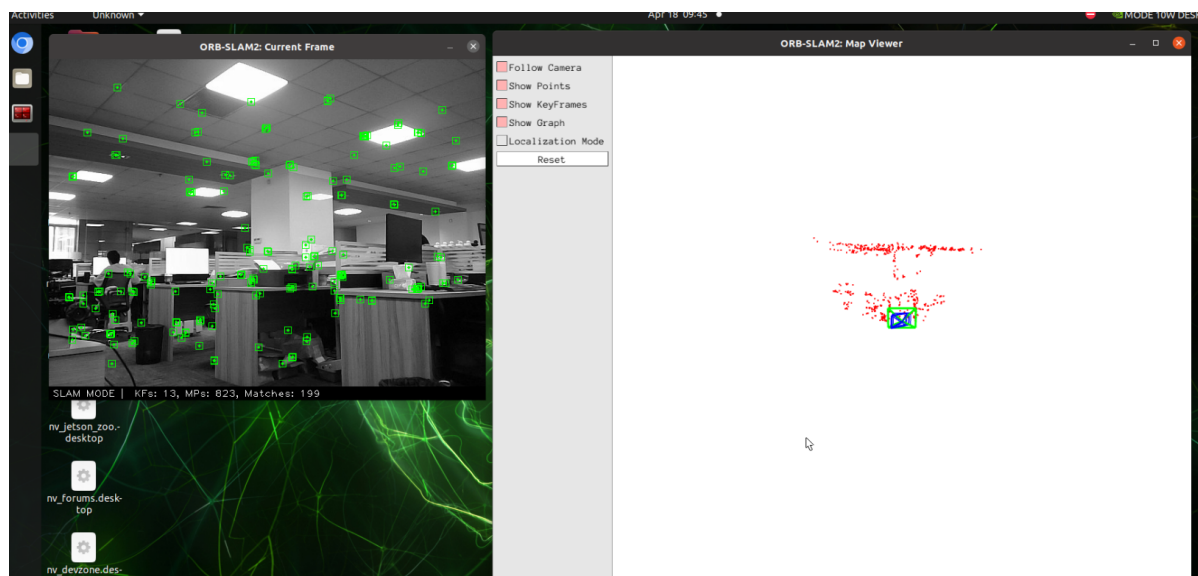 Activities
Unknown
Apr 18 09:45
MODE 10W DES
ORB-SLAM2: Current Frame
ORB-SLAM2: Map Viewer
Follow Camera
Show Points
Show KeyFrames
Show Graph
Localization Mode
Reset
SLAM MODE | KFs: 13, MPs: 823, Matches: 199
nv_jetson_zoo.-
desktop
nv_forums.desk-
top
nv_devzone.des-